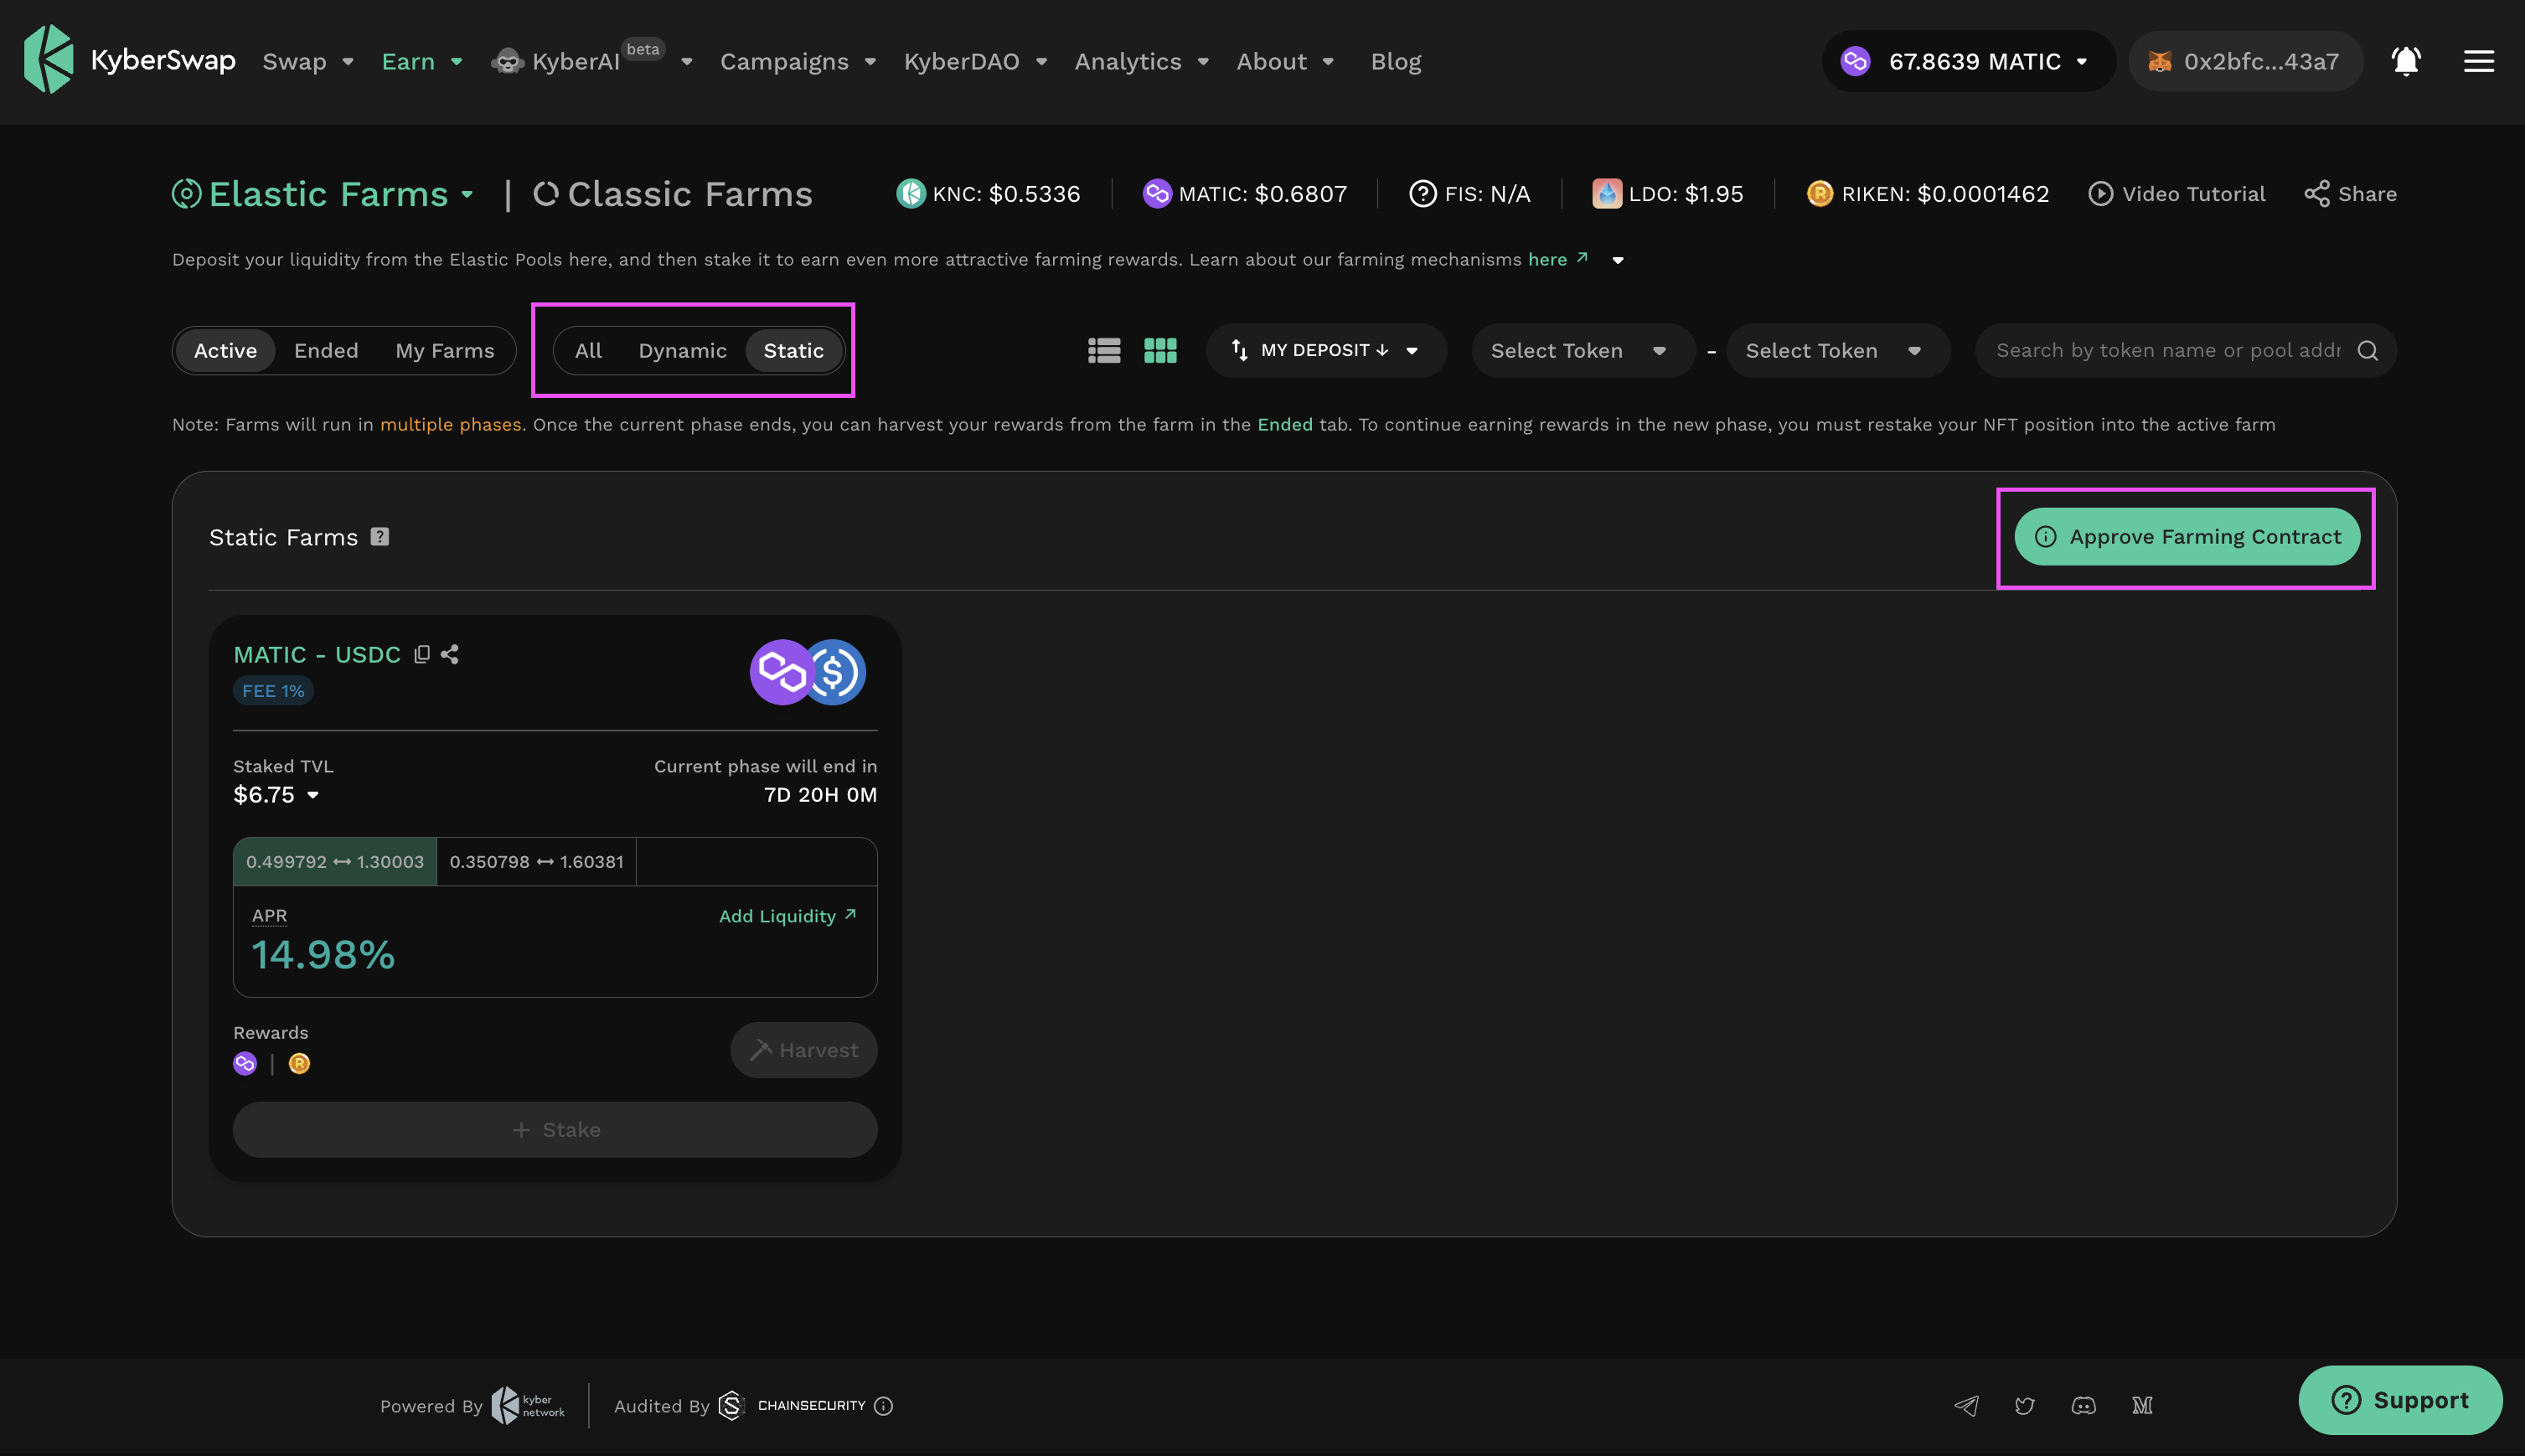 KyberSwap Swap Earn KyberAI beta Campaigns KyberDAO Analytics About Blog 67.8639 MATIC 0x2bfc...43a7
Elastic Farms | Classic Farms KNC: $0.5336 MATIC: $0.6807 FIS: N/A LDO: $1.95 RIKEN: $0.0001462 Video Tutorial Share
Deposit your liquidity from the Elastic Pools here, and then stake it to earn even more attractive farming rewards. Learn about our farming mechanisms here ↗
Active Ended My Farms All Dynamic Static MY DEPOSIT ↓ Select Token - Select Token Search by token name or pool addr
Note: Farms will run in multiple phases. Once the current phase ends, you can harvest your rewards from the farm in the Ended tab. To continue earning rewards in the new phase, you must restake your NFT position into the active farm
Static Farms ? Approve Farming Contract
MATIC - USDC
FEE 1%
Staked TVL Current phase will end in
$6.75 7D 20H 0M
0.499792 ↔ 1.30003 0.350798 ↔ 1.60381
APR Add Liquidity ↗
14.98%
Rewards
Harvest
+ Stake
Powered By kyber network Audited By CHAINSECURITY
Support